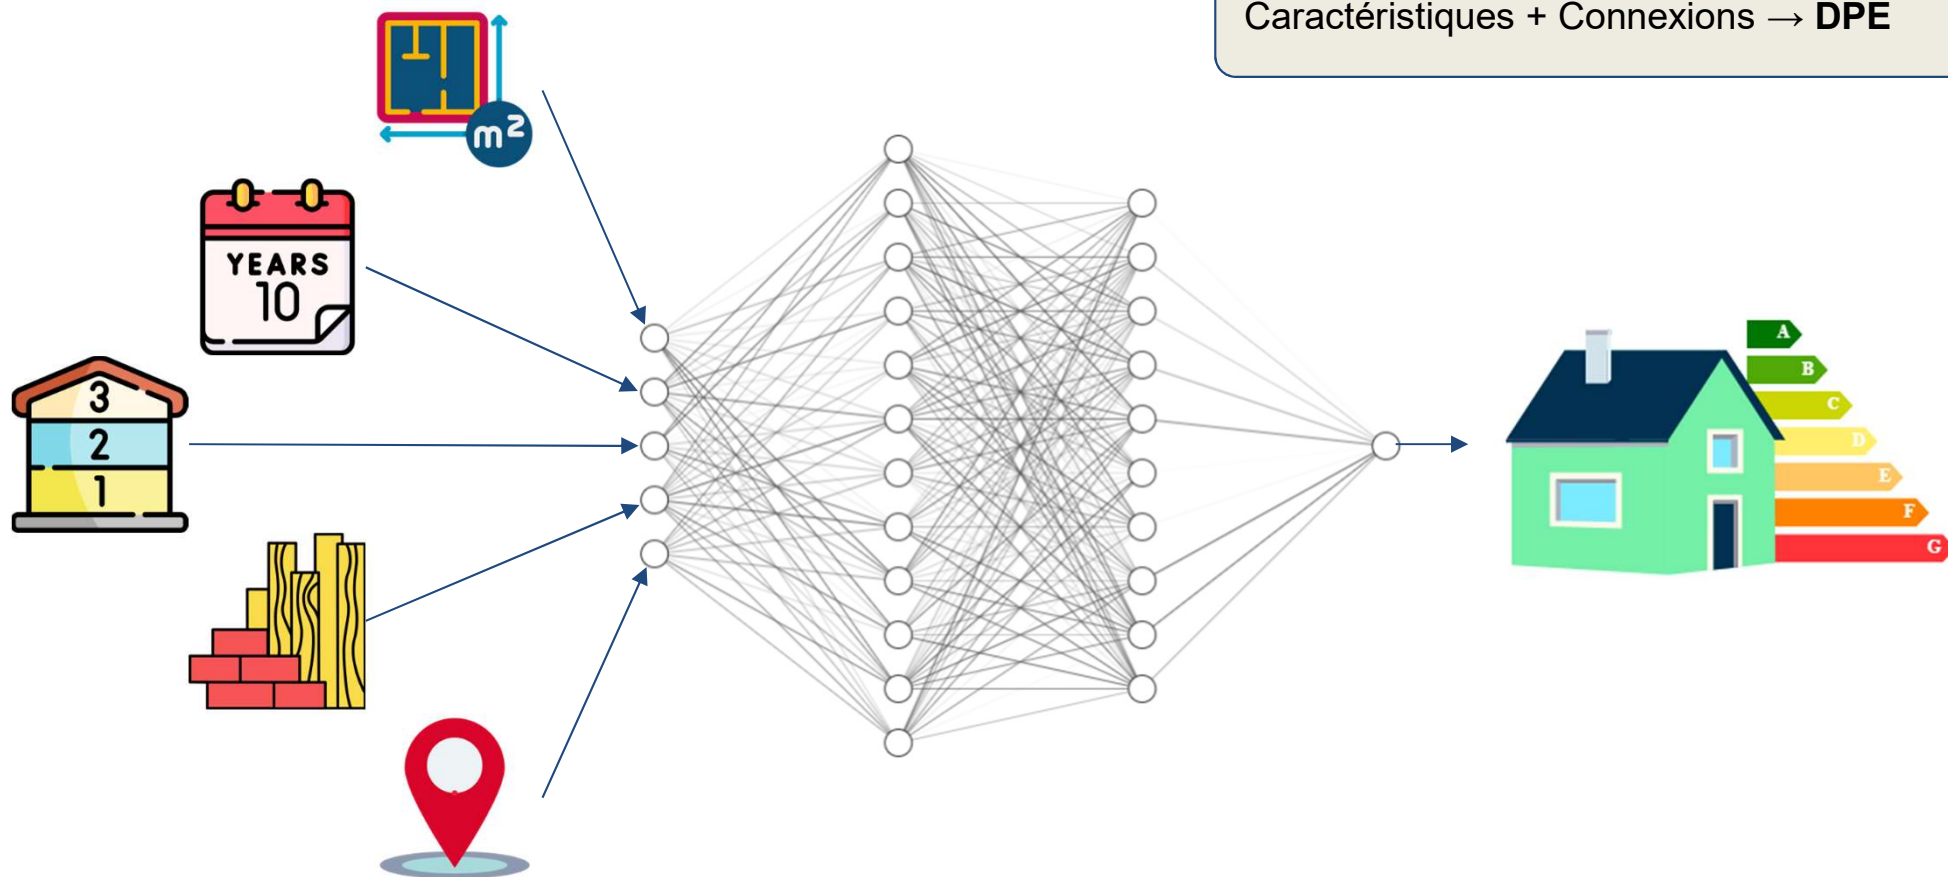 Caractéristiques + Connexions → DPE
m²
YEARS
10
3
2
1
A
B
C
D
E
F
G